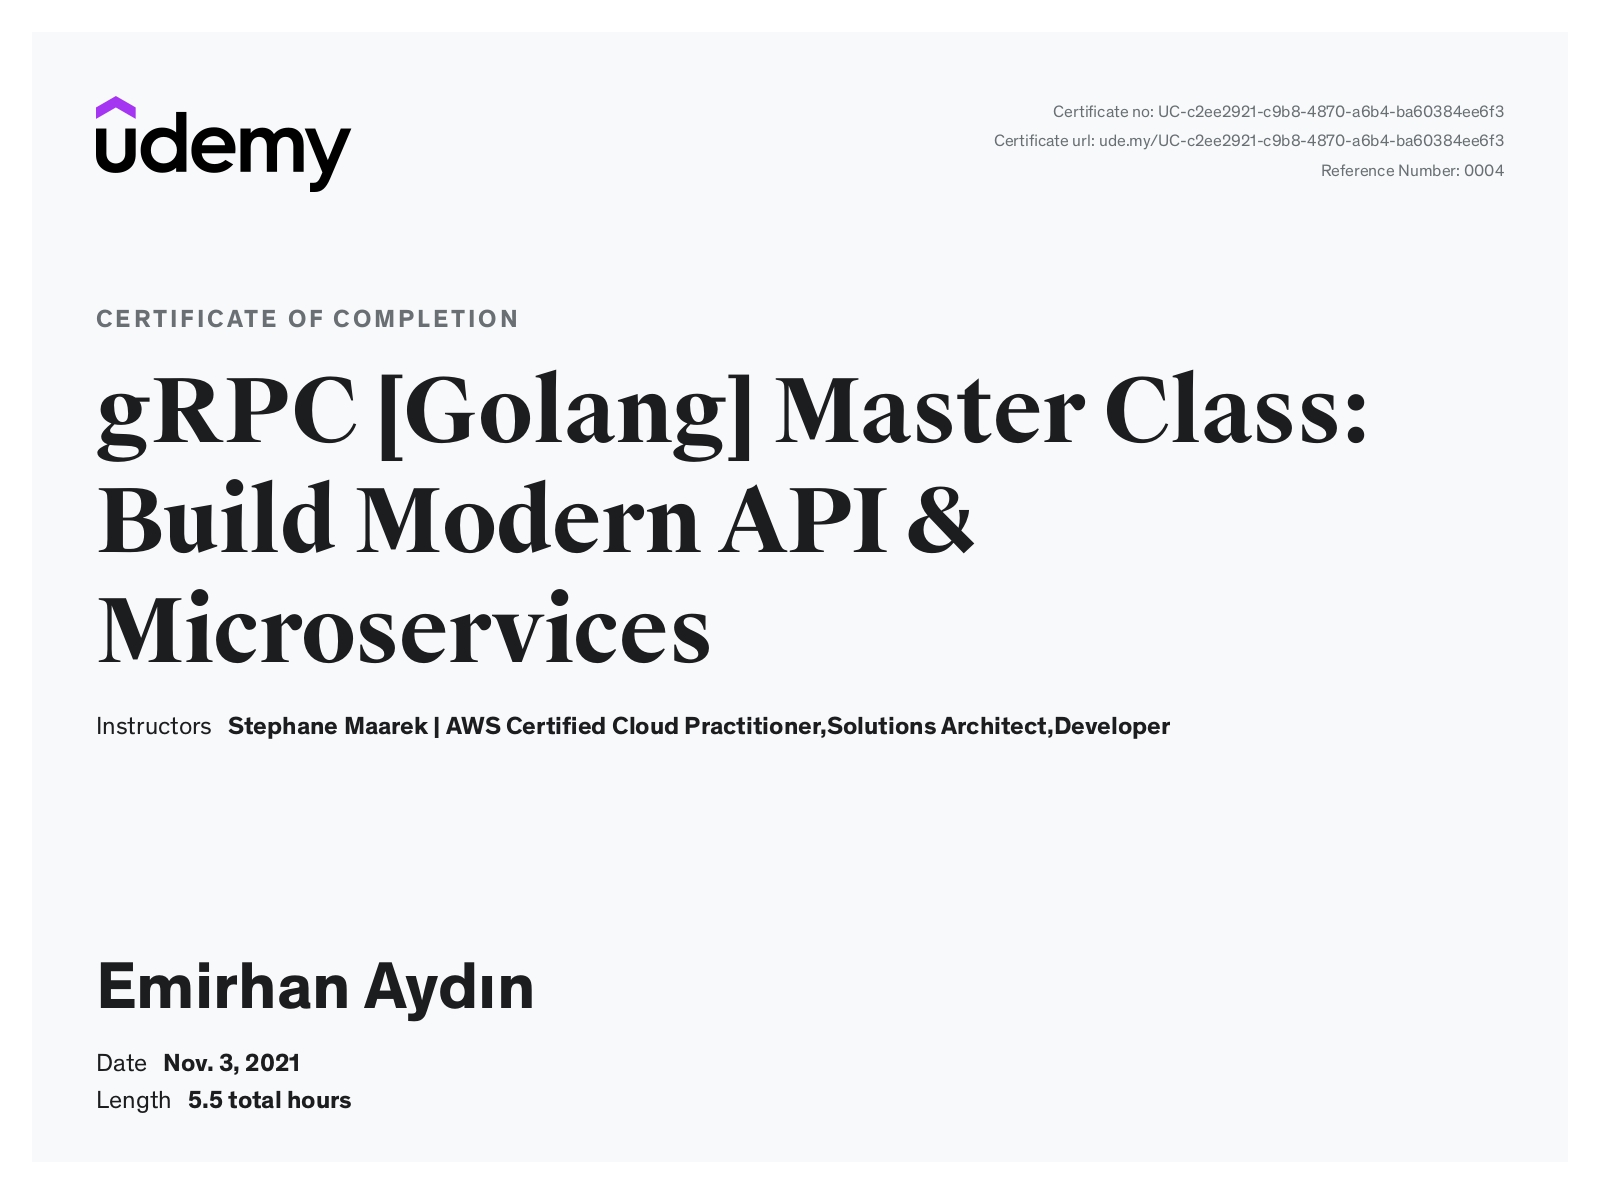 udemy
Certificate no: UC-c2ee2921-c9b8-4870-a6b4-ba60384ee6f3
Certificate url: ude.my/UC-c2ee2921-c9b8-4870-a6b4-ba60384ee6f3
Reference Number: 0004
CERTIFICATE OF COMPLETION
gRPC [Golang] Master Class:
Build Modern API &
Microservices
Instructors Stephane Maarek | AWS Certified Cloud Practitioner,Solutions Architect,Developer
Emirhan Aydın
Date Nov. 3, 2021
Length 5.5 total hours